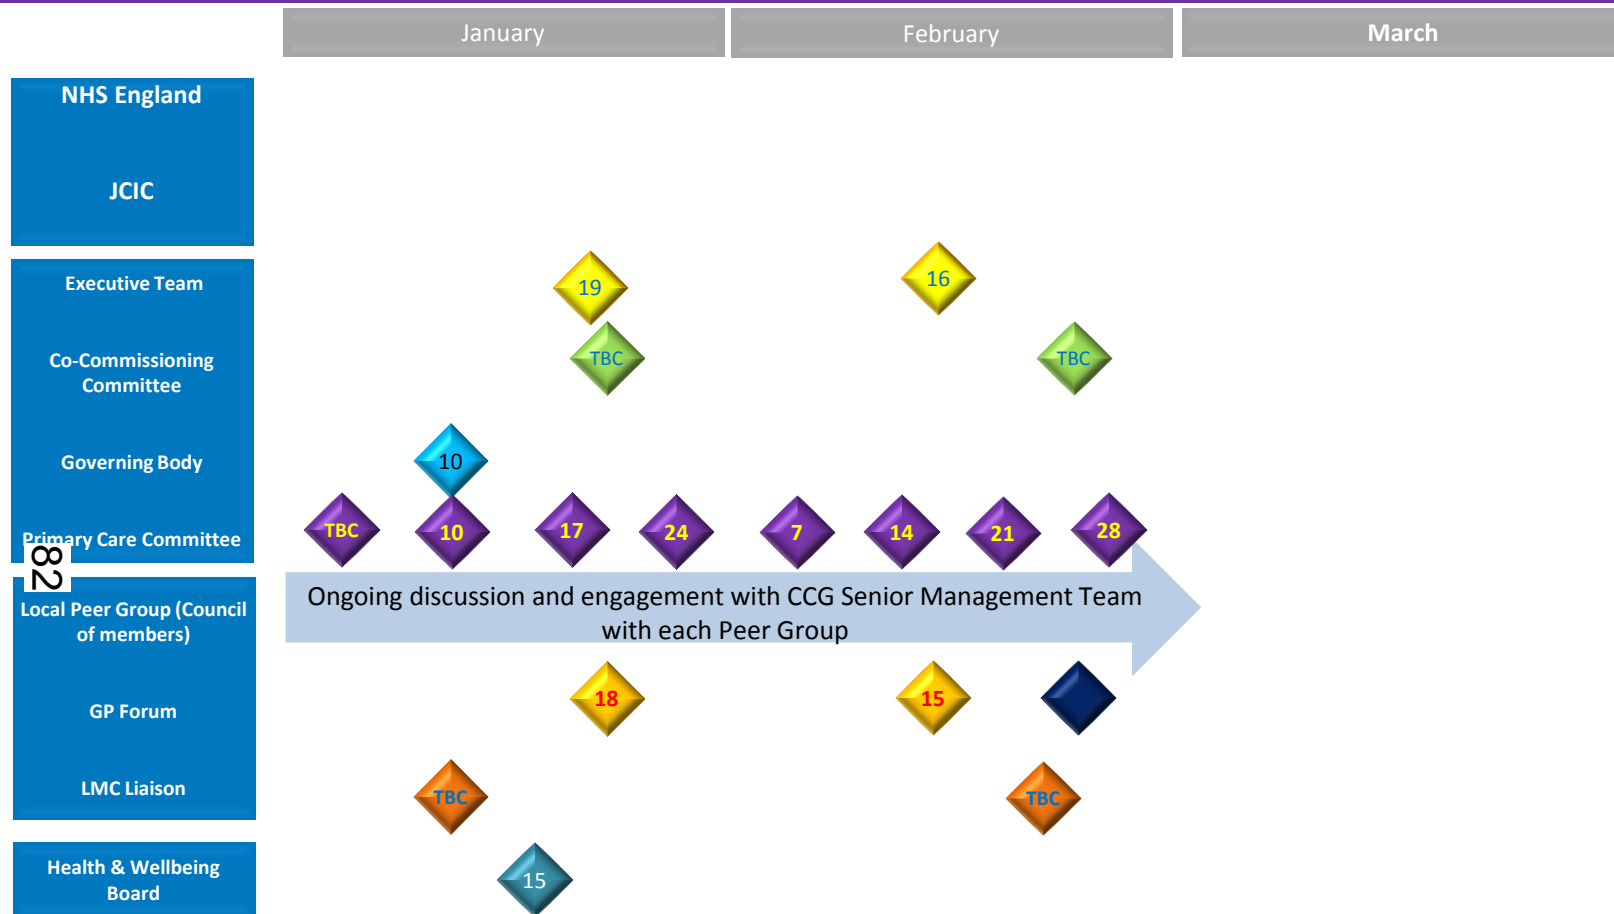 January
February
March
NHS England
JCIC
Executive Team
19
16
Co-Commissioning
Committee
TBC
TBC
Governing Body
10
Primary Care Committee
TBC
10
17
24
7
14
21
28
82
Local Peer Group (Council
of members)
Ongoing discussion and engagement with CCG Senior Management Team
with each Peer Group
GP Forum
18
15
LMC Liaison
TBC
TBC
Health & Wellbeing
Board
15